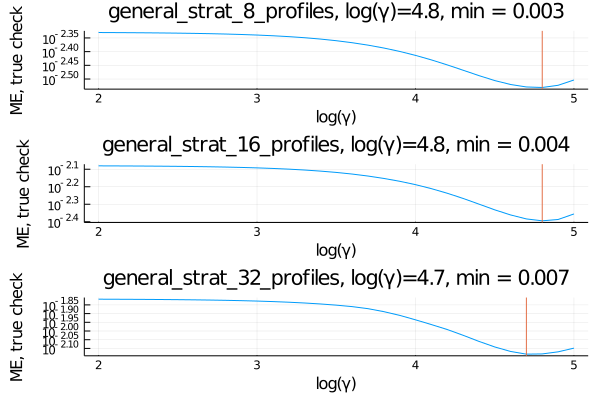 general_strat_8_profiles, log(γ)=4.8, min = 0.003
ME, true check
10^-2.35
10^-2.40
10^-2.45
10^-2.50
2 3 4 5
log(γ)
general_strat_16_profiles, log(γ)=4.8, min = 0.004
ME, true check
10^-2.1
10^-2.2
10^-2.3
10^-2.4
2 3 4 5
log(γ)
general_strat_32_profiles, log(γ)=4.7, min = 0.007
ME, true check
10^-1.85
10^-1.90
10^-1.95
10^-2.00
10^-2.05
10^-2.10
2 3 4 5
log(γ)